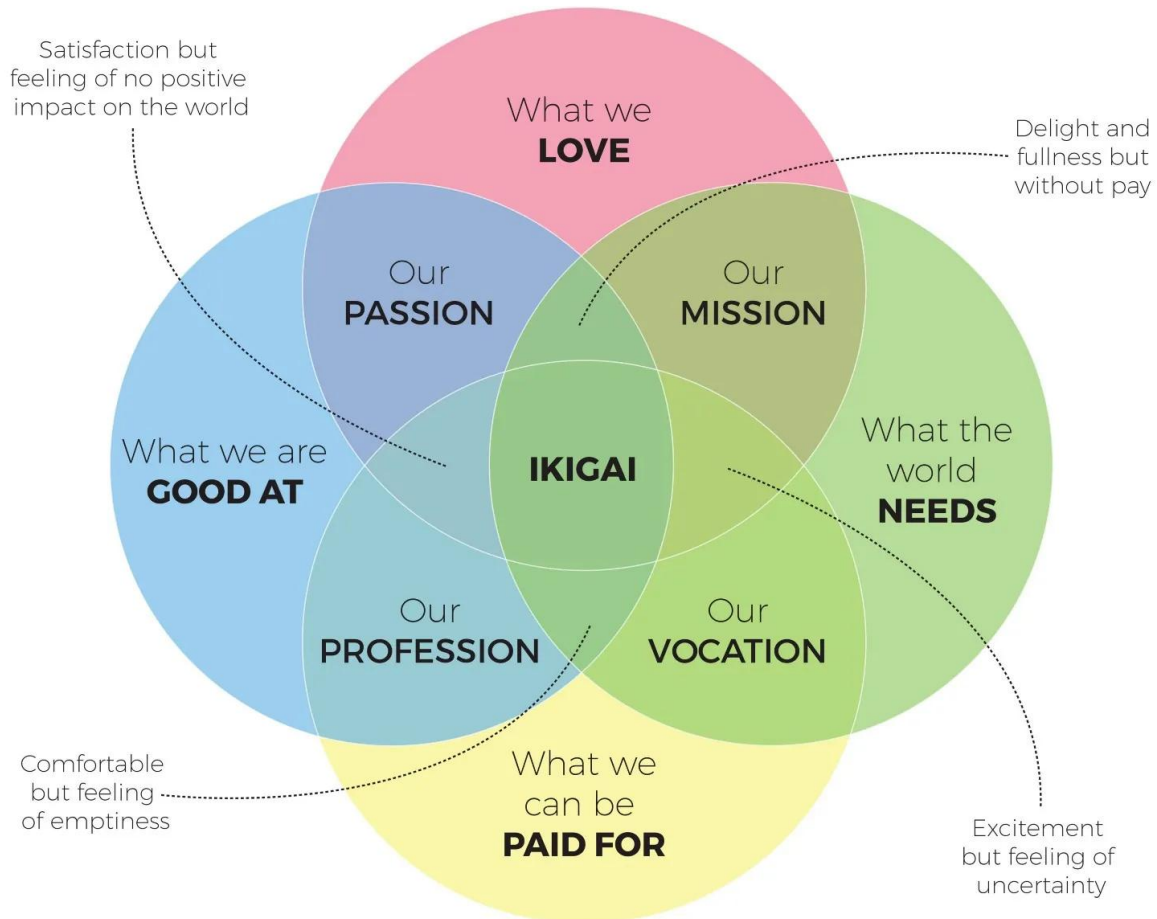 Satisfaction but
feeling of no positive
impact on the world
What we
LOVE
Delight and
fullness but
without pay
Our
PASSION
Our
MISSION
What we are
GOOD AT
IKIGAI
What the
world
NEEDS
Our
PROFESSION
Our
VOCATION
Comfortable
but feeling
of emptiness
What we
can be
PAID FOR
Excitement
but feeling of
uncertainty